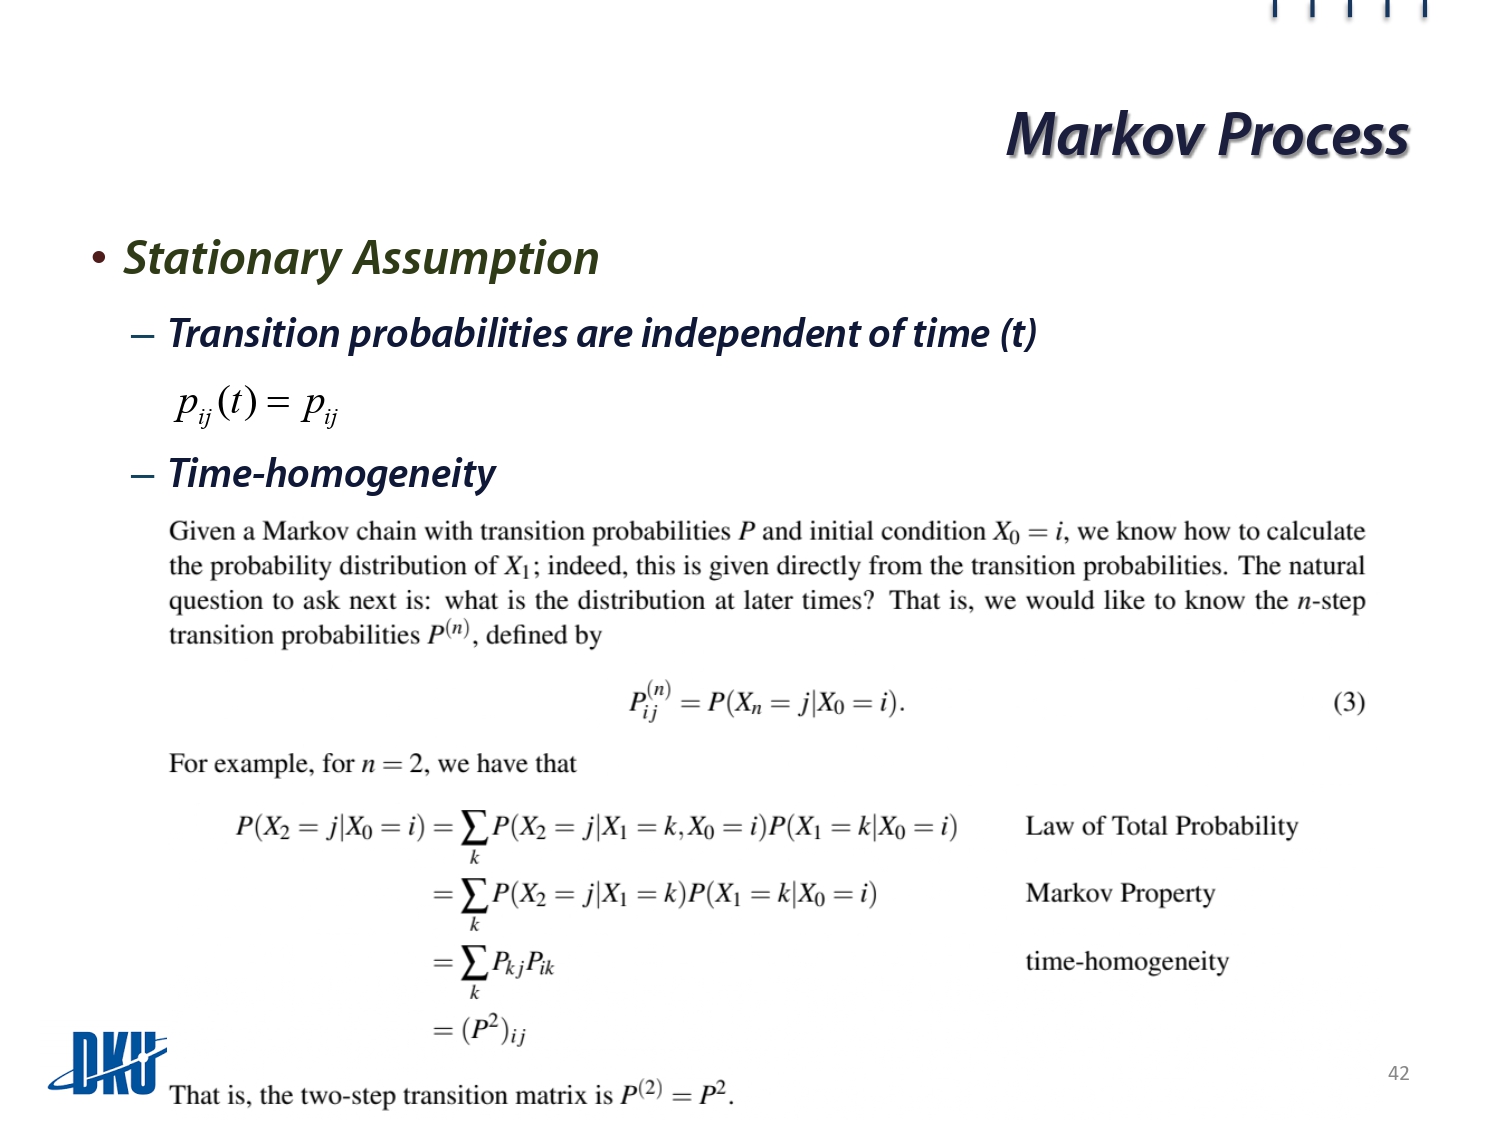 Markov Process
• Stationary Assumption
– Transition probabilities are independent of time (t)
p_{ij}(t) = p_{ij}
– Time-homogeneity
Given a Markov chain with transition probabilities P and initial condition X_0 = i, we know how to calculate
the probability distribution of X_1; indeed, this is given directly from the transition probabilities. The natural
question to ask next is: what is the distribution at later times? That is, we would like to know the n-step
transition probabilities P^{(n)}, defined by
P_{ij}^{(n)} = P(X_n = j|X_0 = i). (3)
For example, for n = 2, we have that
P(X_2 = j|X_0 = i) = ∑_k P(X_2 = j|X_1 = k, X_0 = i)P(X_1 = k|X_0 = i) Law of Total Probability
= ∑_k P(X_2 = j|X_1 = k)P(X_1 = k|X_0 = i) Markov Property
= ∑_k P_{kj}P_{ik} time-homogeneity
= (P^2)_{ij}
DKU
42
That is, the two-step transition matrix is P^{(2)} = P^2.